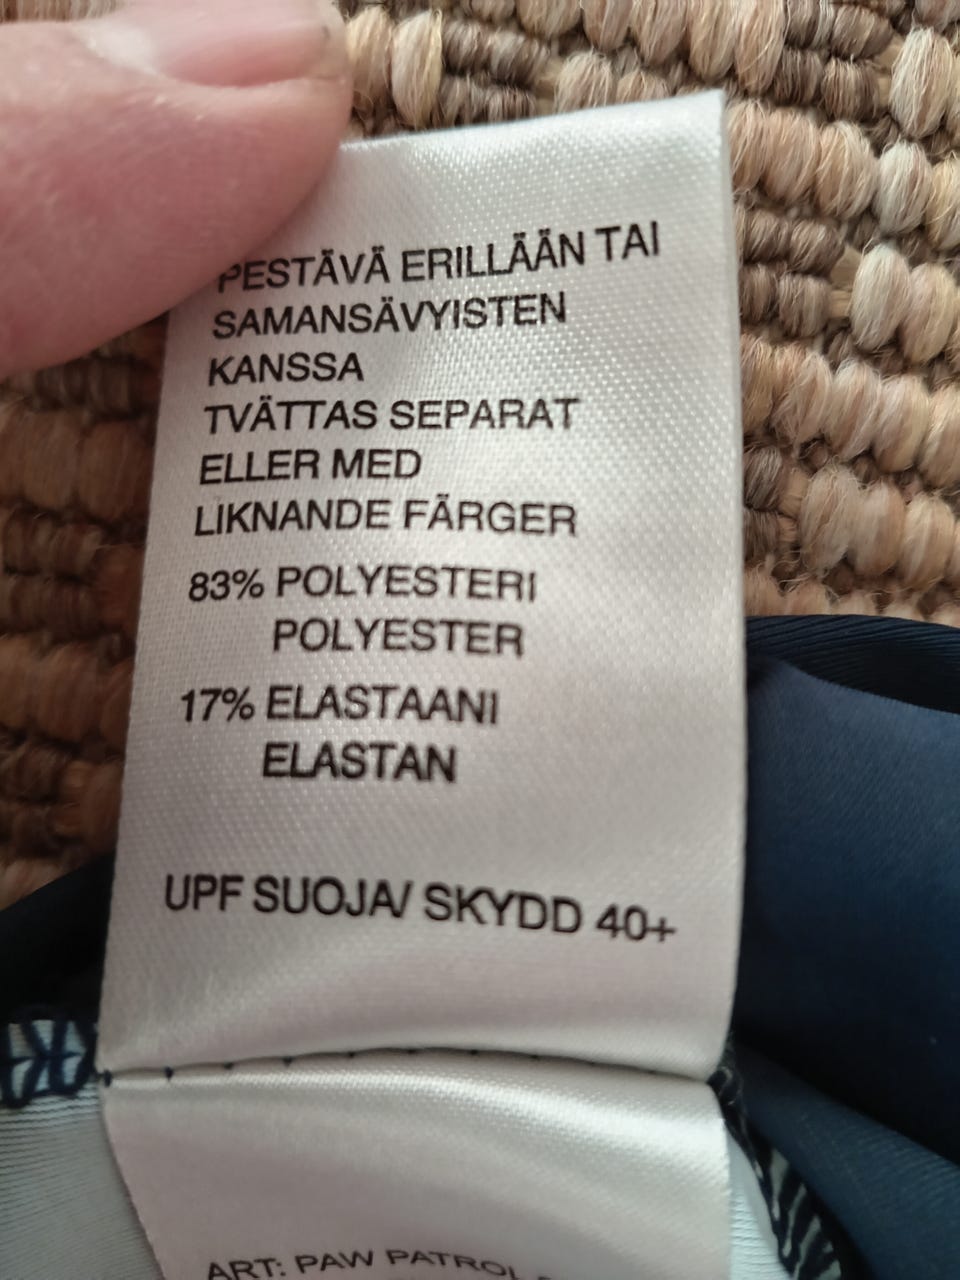 PESTÄVÄ ERILLÄÄN TAI
SAMANSÄVYISTEN
KANSSA
TVÄTTAS SEPARAT
ELLER MED
LIKNANDE FÄRGER
83% POLYESTERI
POLYESTER
17% ELASTAANI
ELASTAN
UPF SUOJA/ SKYDD 40+
ART: PAW PATROL